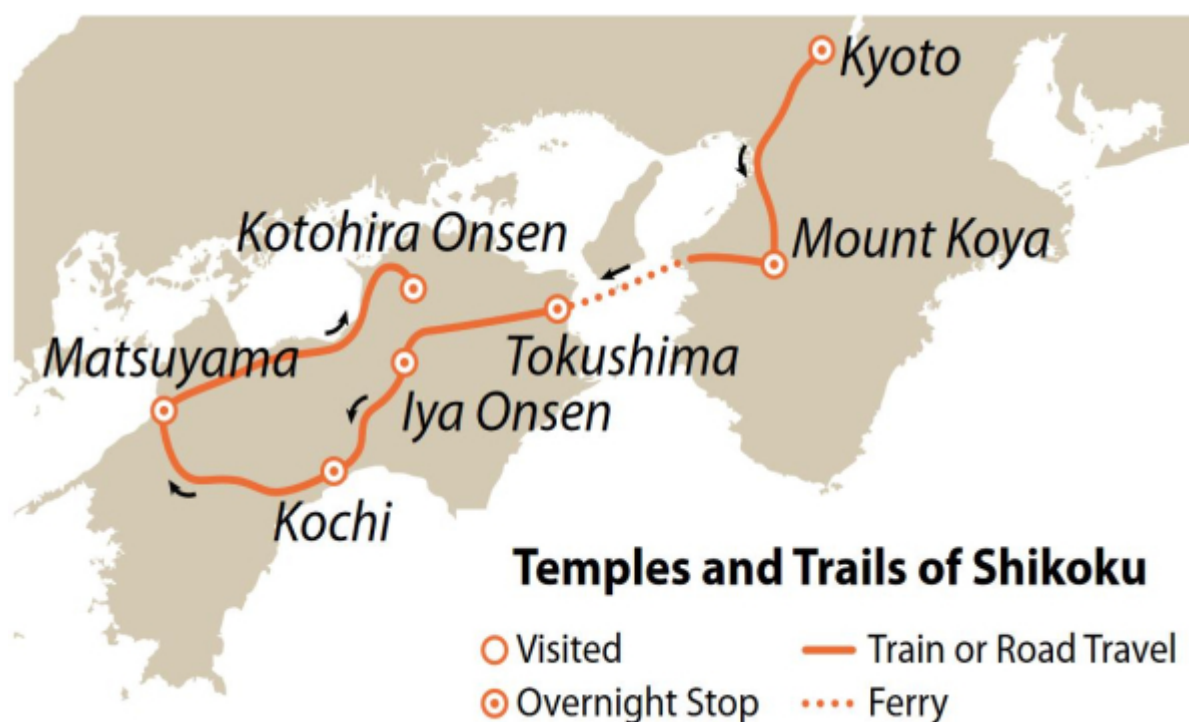 Kyoto
Mount Koya
Kotohira Onsen
Tokushima
Matsuyama
Iya Onsen
Kochi
Temples and Trails of Shikoku
Visited
Train or Road Travel
Overnight Stop
Ferry